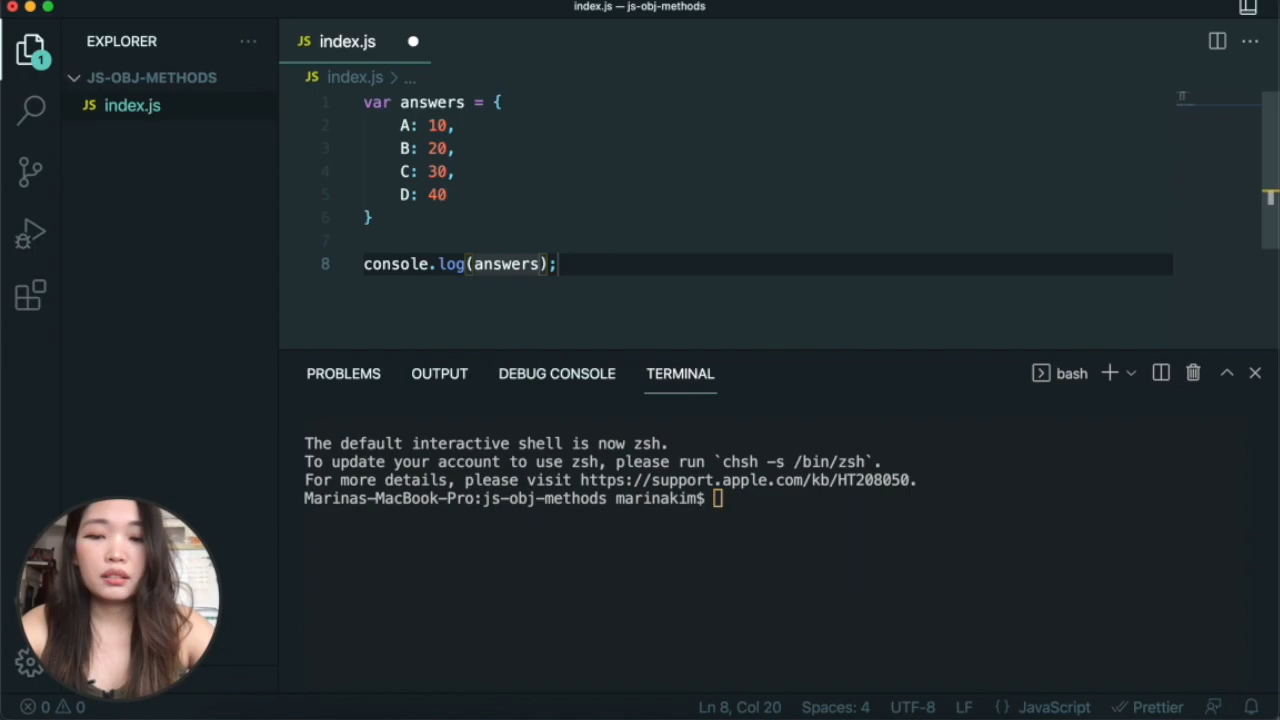 index.js — js-obj-methods
EXPLORER ...
JS index.js
1
JS-OBJ-METHODS
JS index.js
JS index.js > ...
1 var answers = {
2 A: 10,
3 B: 20,
4 C: 30,
5 D: 40
6 }
7
8 console.log(answers);
PROBLEMS OUTPUT DEBUG CONSOLE TERMINAL bash
The default interactive shell is now zsh.
To update your account to use zsh, please run `chsh -s /bin/zsh`.
For more details, please visit https://support.apple.com/kb/HT208050.
Marinas-MacBook-Pro:js-obj-methods marinakim$
0 0 Ln 8, Col 20 Spaces: 4 UTF-8 LF {} JavaScript Prettier